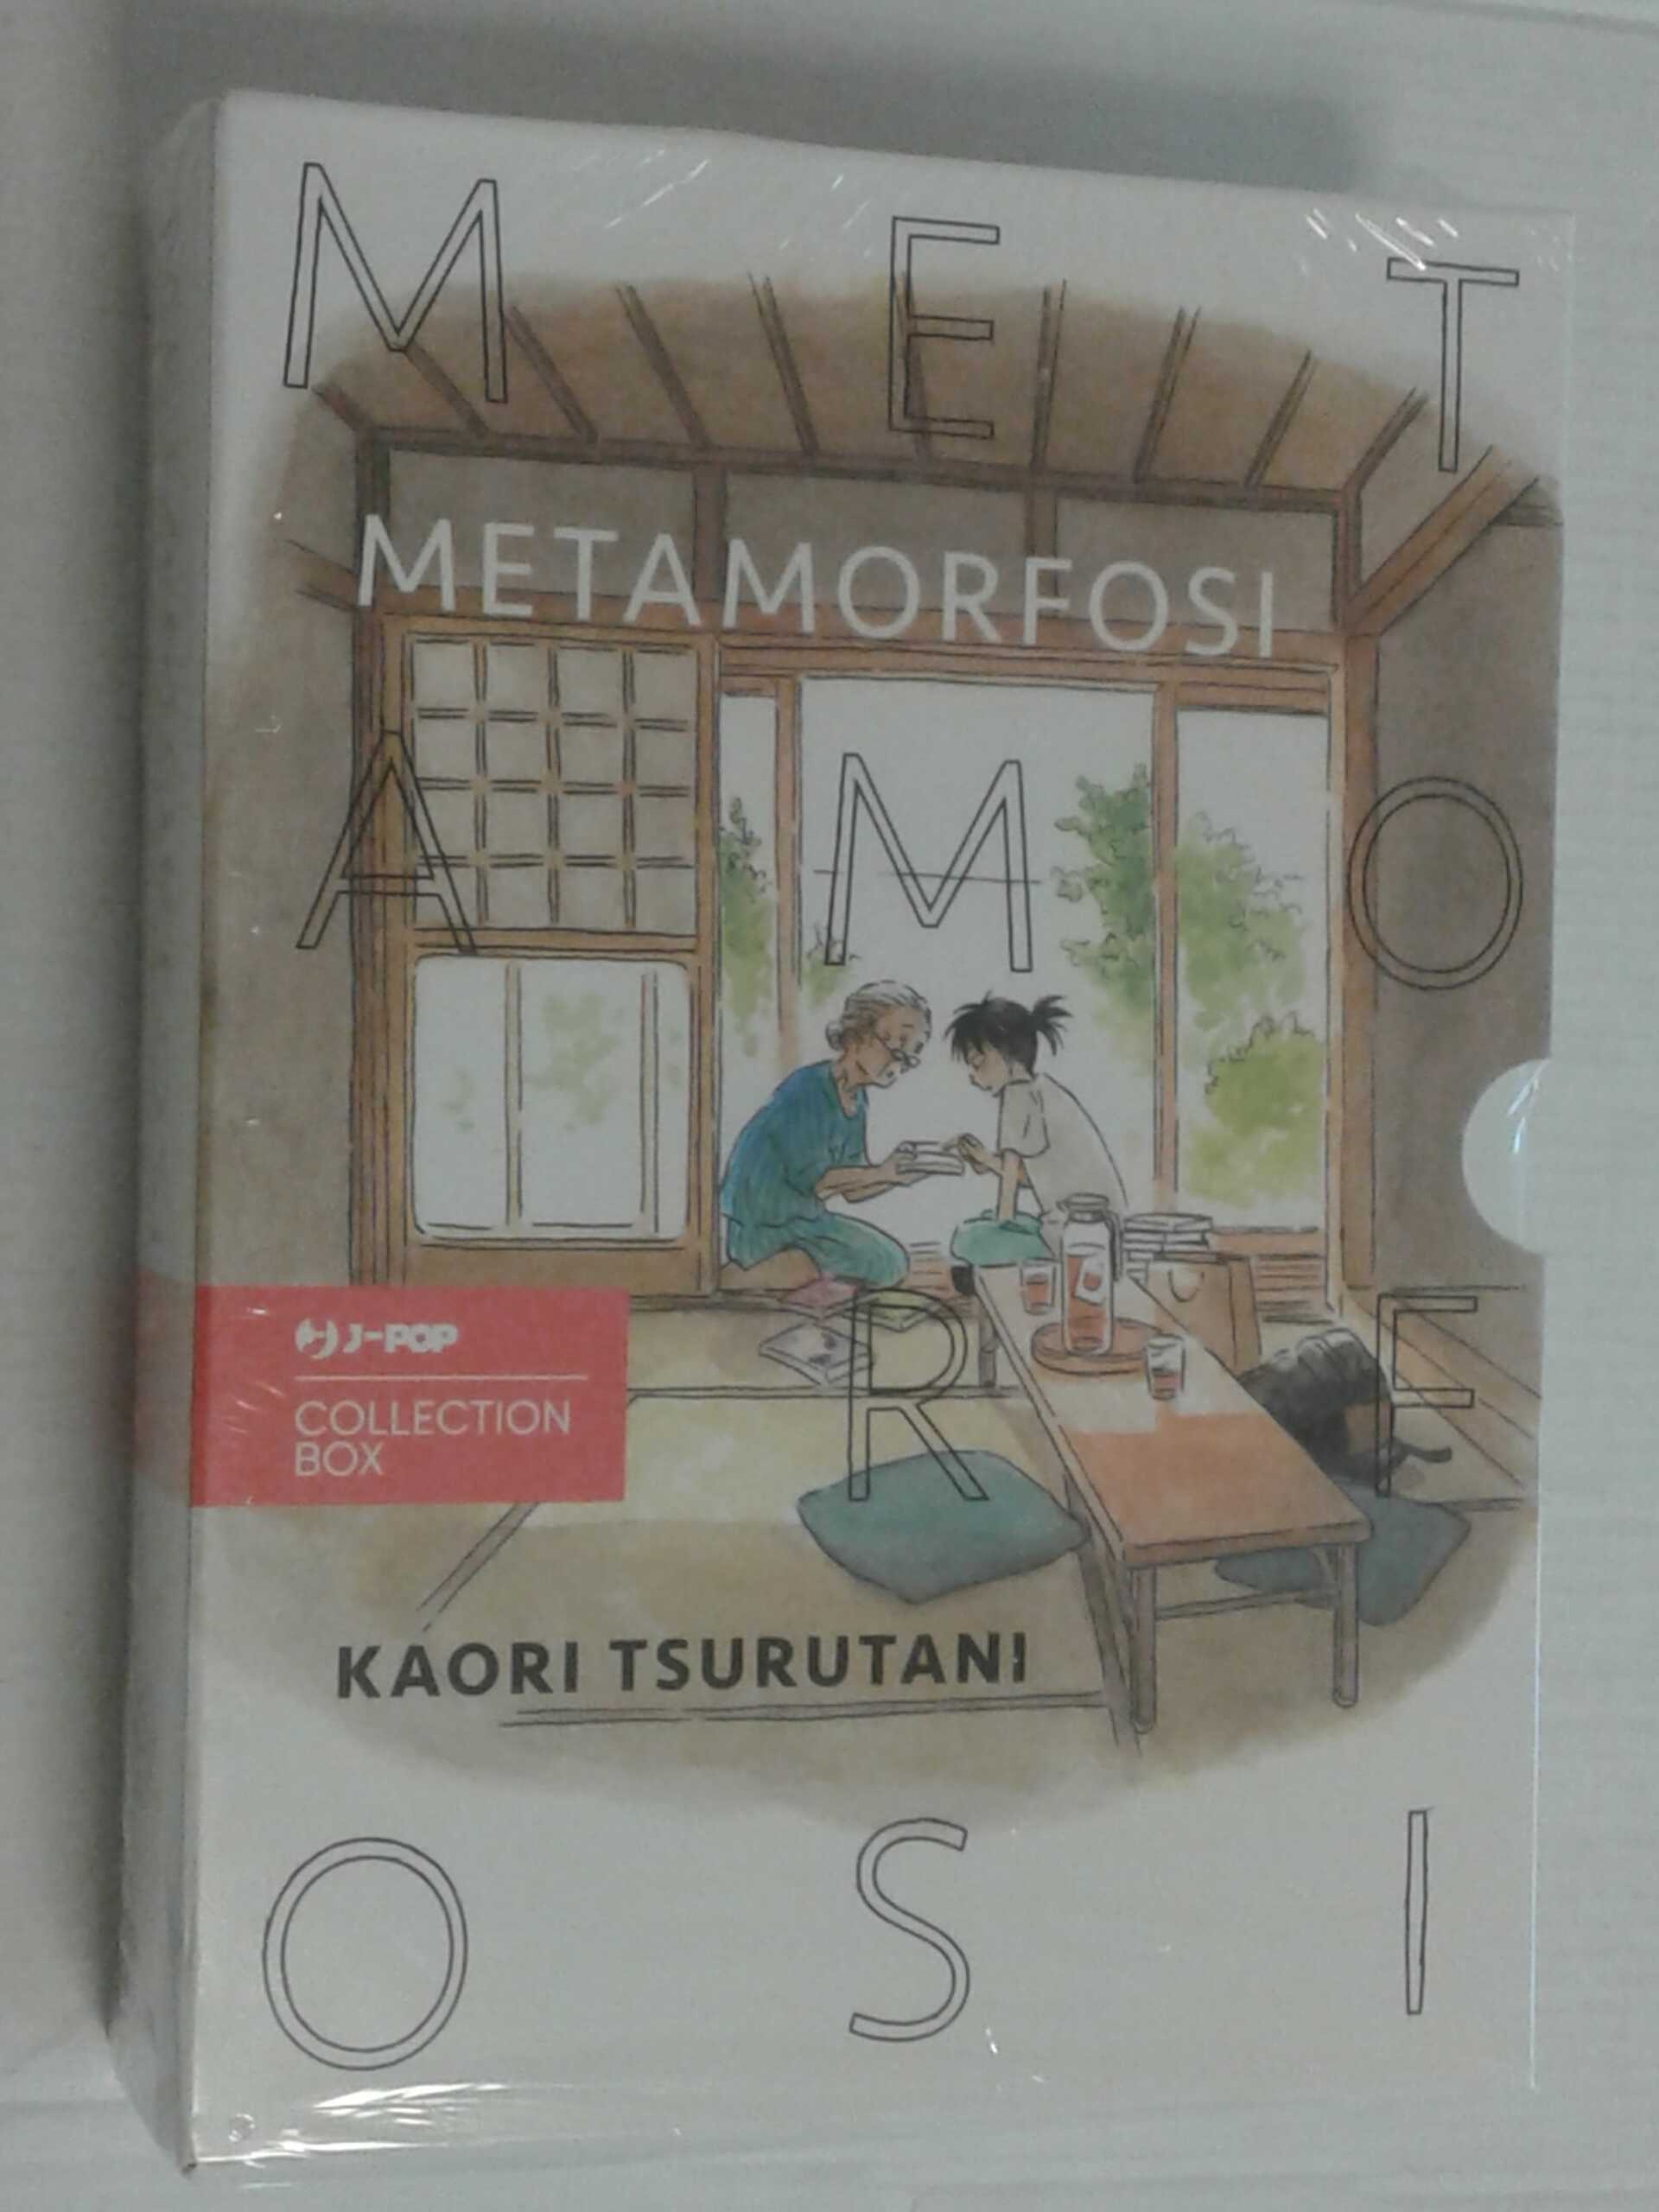 M E T
METAMORFOSI
A M O
R F
J-POP
COLLECTION
BOX
KAORI TSURUTANI
O S I